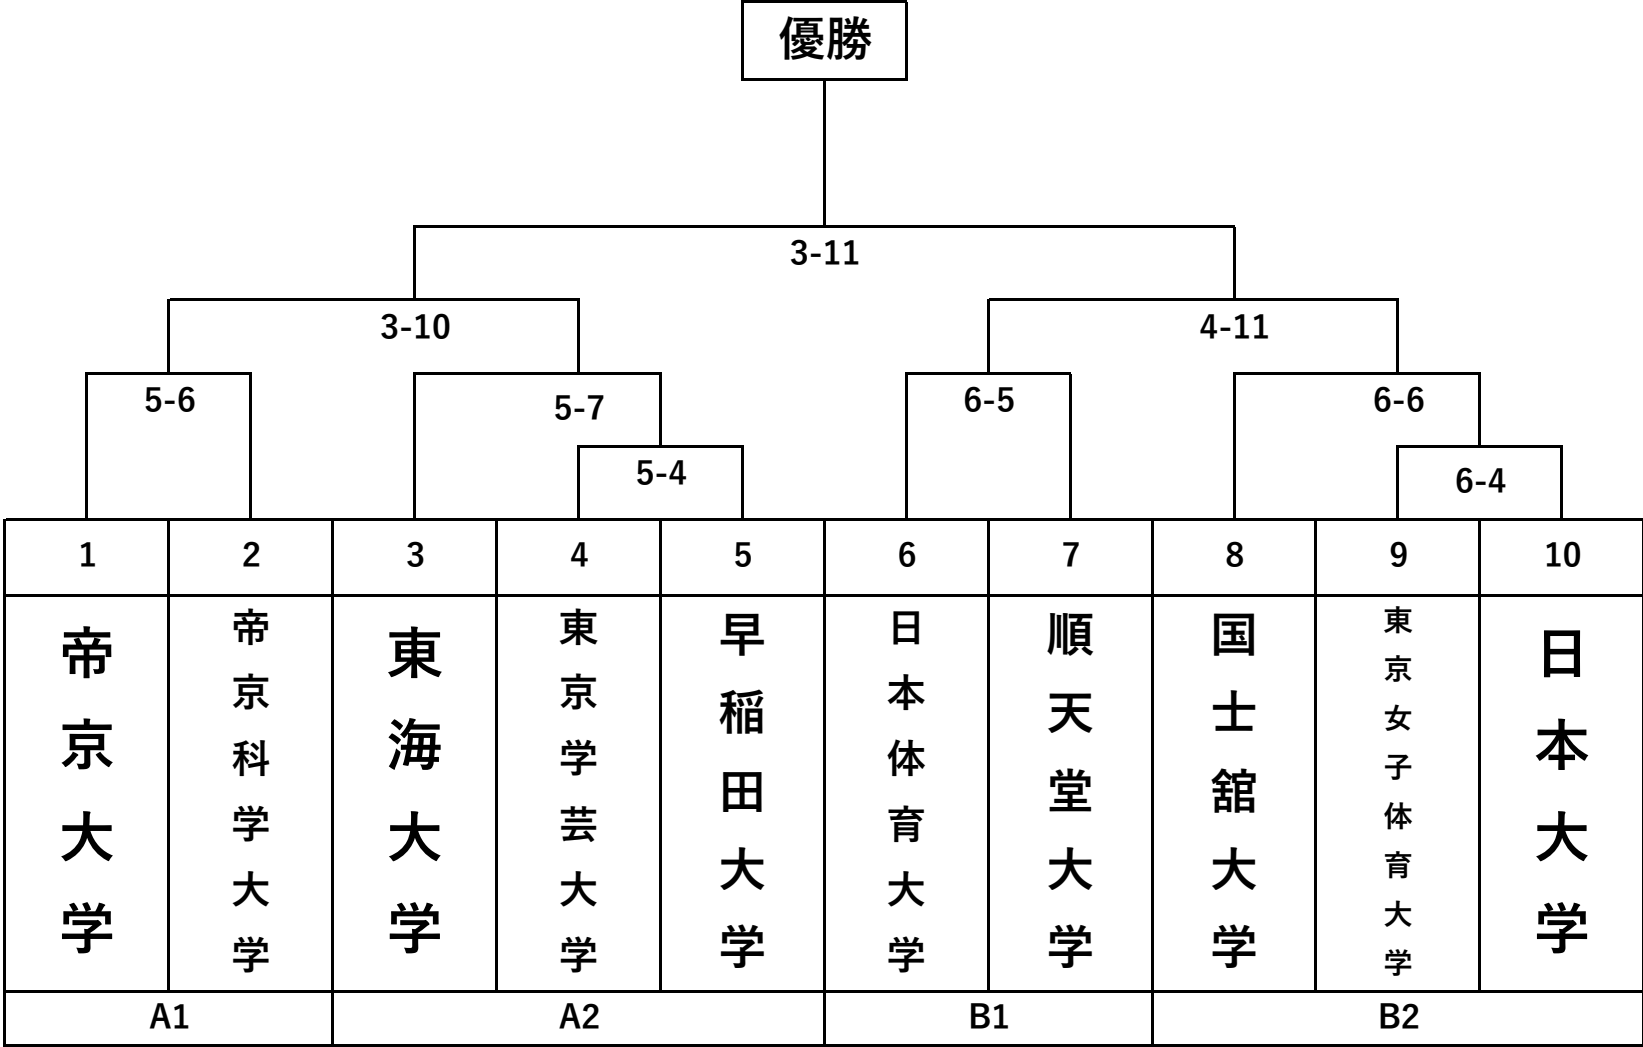 優勝
3-11
3-10
4-11
5-6
5-7
6-5
6-6
5-4
6-4
1
2
3
4
5
6
7
8
9
10
帝京大学
帝京科学大学
東海大学
東京学芸大学
早稲田大学
日本体育大学
順天堂大学
国士舘大学
東京女子体育大学
日本大学
A1
A2
B1
B2